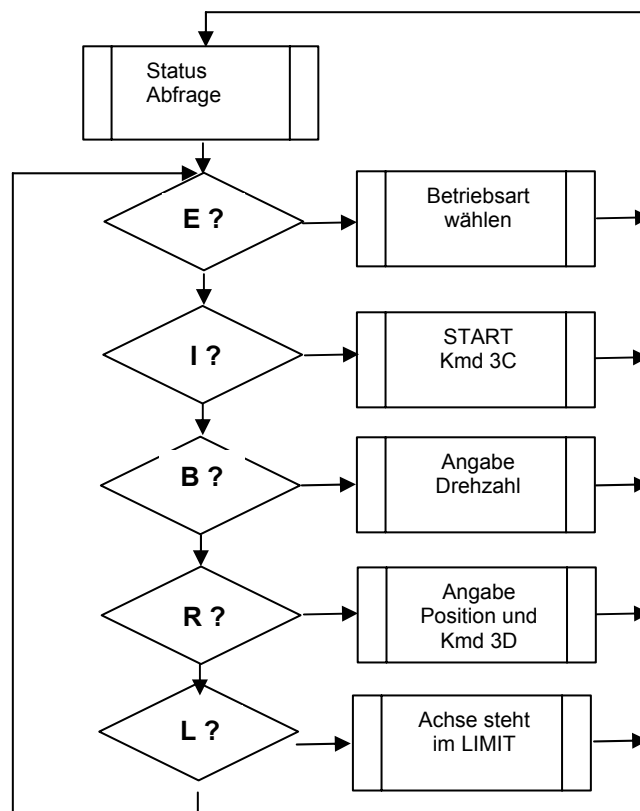 Status
Abfrage
E ?
Betriebsart
wählen
I ?
START
Kmd 3C
B ?
Angabe
Drehzahl
R ?
Angabe
Position und
Kmd 3D
L ?
Achse steht
im LIMIT